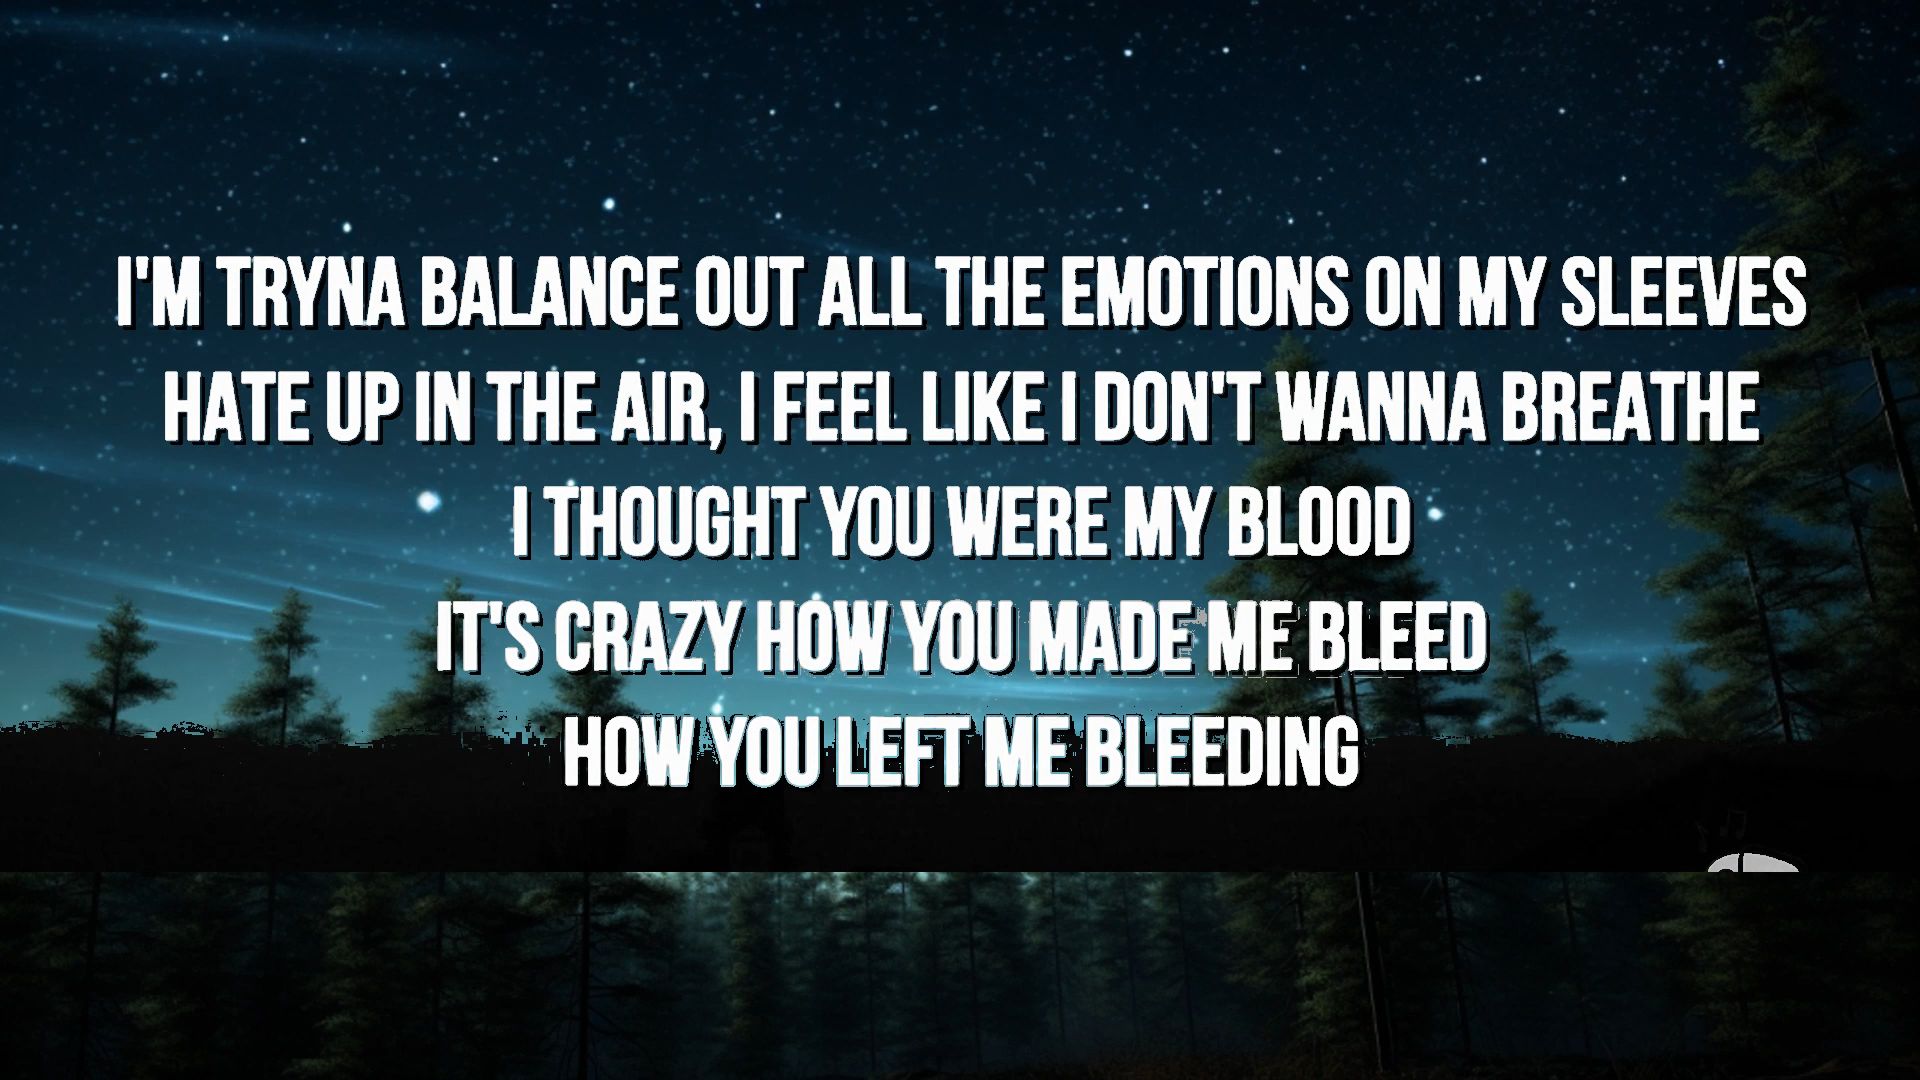 I'M TRYNA BALANCE OUT ALL THE EMOTIONS ON MY SLEEVES
HATE UP IN THE AIR, I FEEL LIKE I DON'T WANNA BREATHE
I THOUGHT YOU WERE MY BLOOD
IT'S CRAZY HOW YOU MADE ME BLEED
HOW YOU LEFT ME BLEEDING